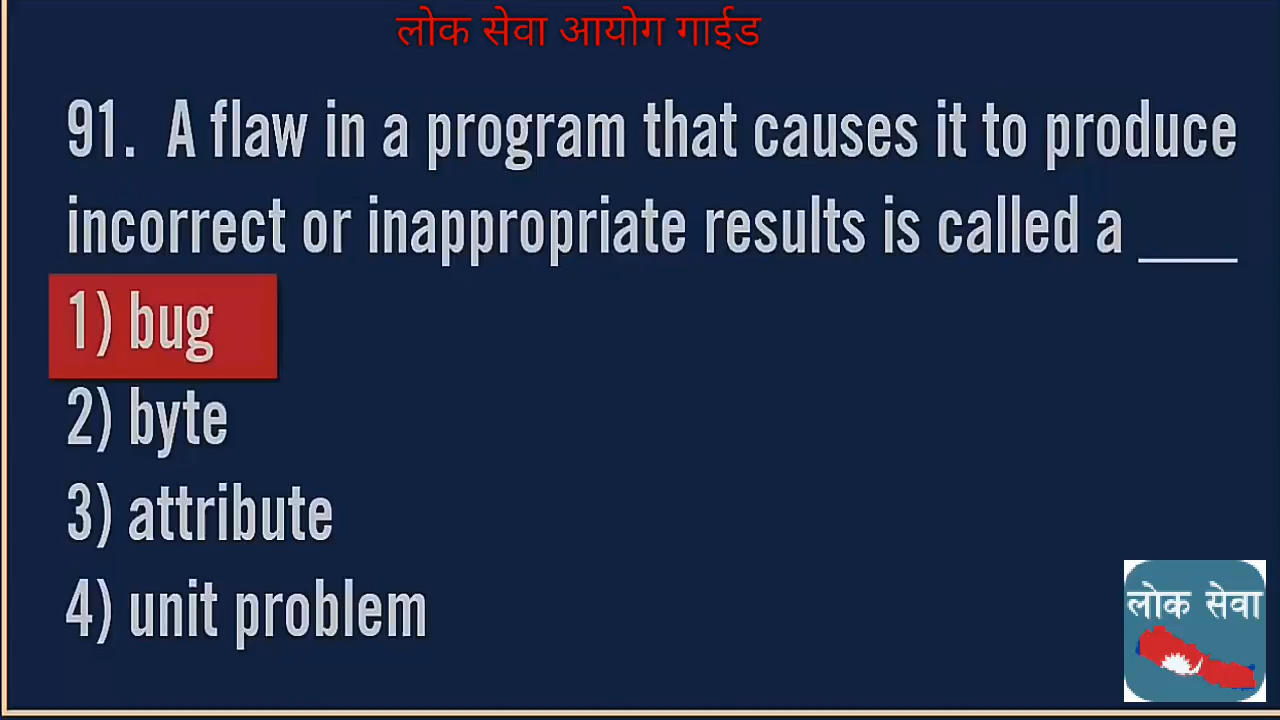 लोक सेवा आयोग गाईड
91. A flaw in a program that causes it to produce
incorrect or inappropriate results is called a ____
1) bug
2) byte
3) attribute
4) unit problem
लोक सेवा